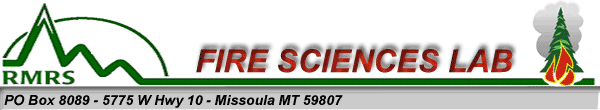 FIRE SCIENCES LAB
RMRS
PO Box 8089 - 5775 W Hwy 10 - Missoula MT 59807